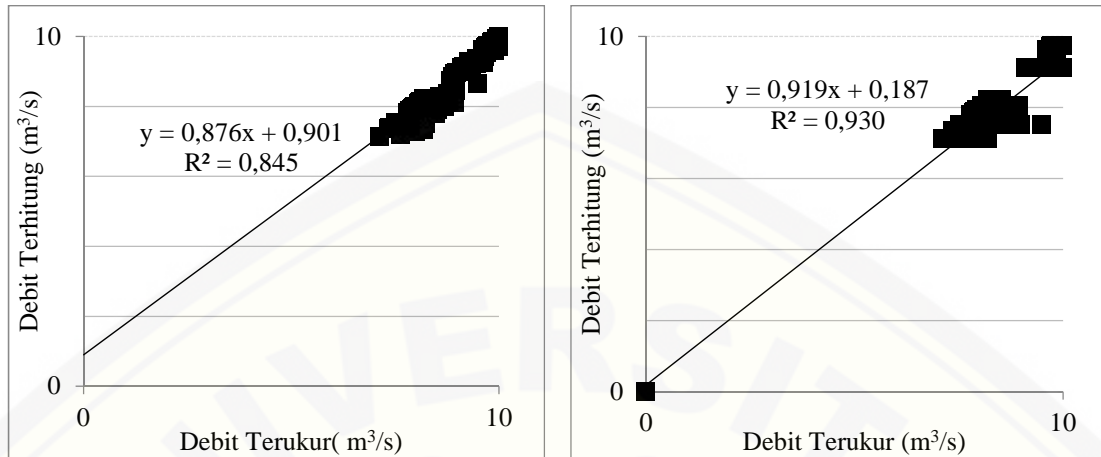 10
y = 0,876x + 0,901
R² = 0,845
Debit Terhitung (m³/s)
0
0
10
Debit Terukur( m³/s)
10
y = 0,919x + 0,187
R² = 0,930
Debit Terhitung (m³/s)
0
0
10
Debit Terukur (m³/s)
IVERSIT